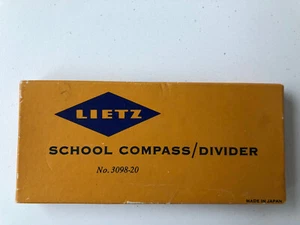 LIETZ
SCHOOL COMPASS/DIVIDER
No. 3098-20
MADE IN JAPAN